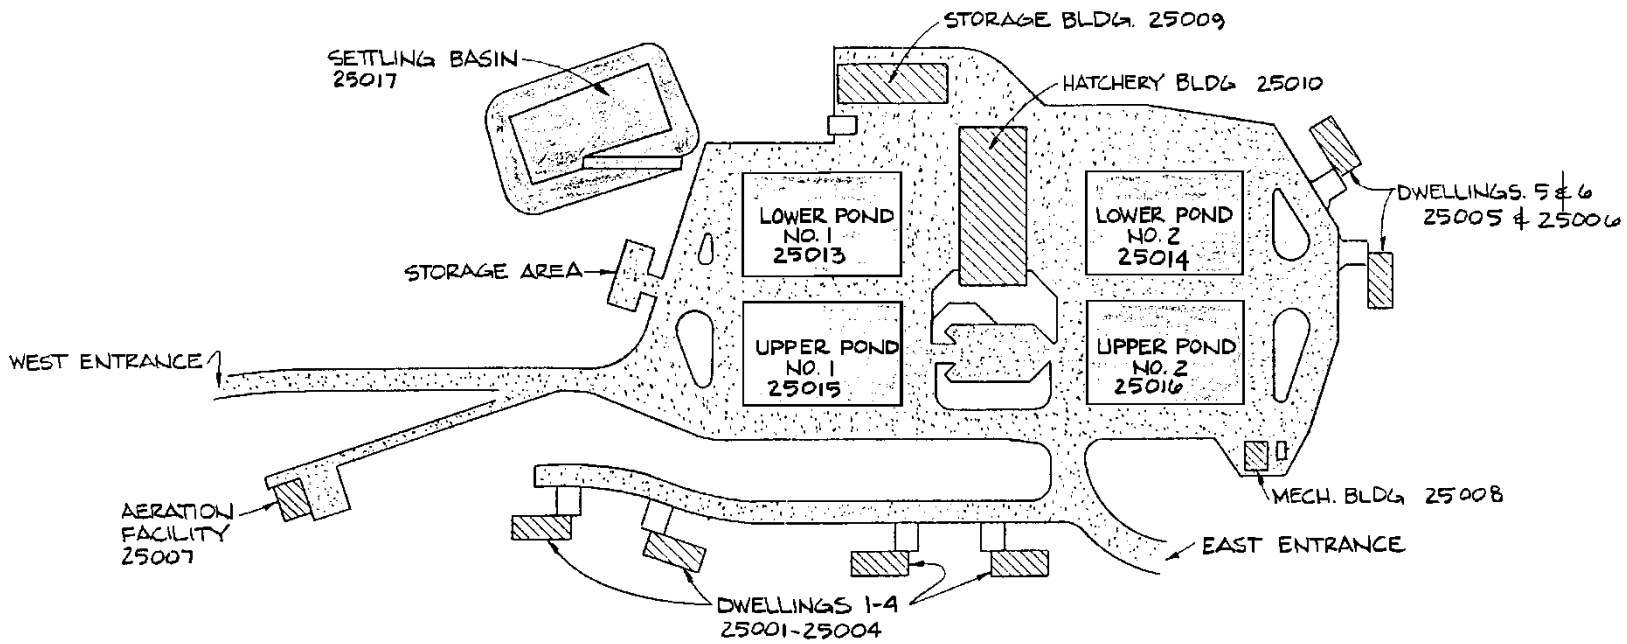 STORAGE BLDG. 25009
SETTLING BASIN
25017
HATCHERY BLDG 25010
DWELLINGS. 5 & 6
25005 & 25006
LOWER POND
NO. 1
25013
LOWER POND
NO. 2
25014
STORAGE AREA
UPPER POND
NO. 1
25015
UPPER POND
NO. 2
25016
WEST ENTRANCE
MECH. BLDG 25008
AERATION
FACILITY
25007
EAST ENTRANCE
DWELLINGS 1-4
25001-25004